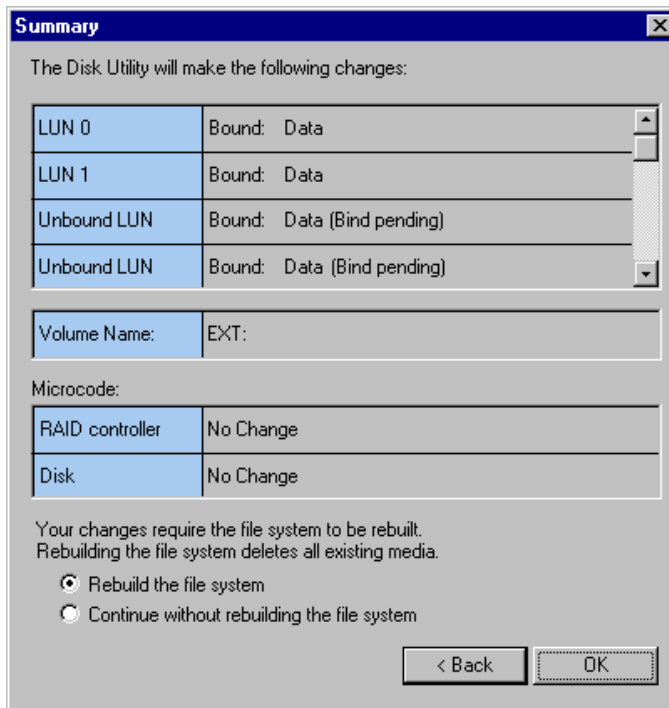 Summary
The Disk Utility will make the following changes:
LUN 0 Bound: Data
LUN 1 Bound: Data
Unbound LUN Bound: Data (Bind pending)
Unbound LUN Bound: Data (Bind pending)
Volume Name: EXT:
Microcode:
RAID controller No Change
Disk No Change
Your changes require the file system to be rebuilt.
Rebuilding the file system deletes all existing media.
Rebuild the file system
Continue without rebuilding the file system
< Back OK